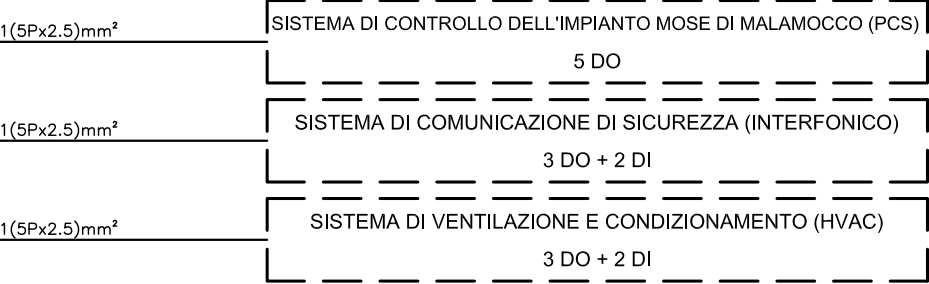 1(5Px2.5)mm²
SISTEMA DI CONTROLLO DELL'IMPIANTO MOSE DI MALAMOCCO (PCS)
5 DO
1(5Px2.5)mm²
SISTEMA DI COMUNICAZIONE DI SICUREZZA (INTERFONICO)
3 DO + 2 DI
1(5Px2.5)mm²
SISTEMA DI VENTILAZIONE E CONDIZIONAMENTO (HVAC)
3 DO + 2 DI